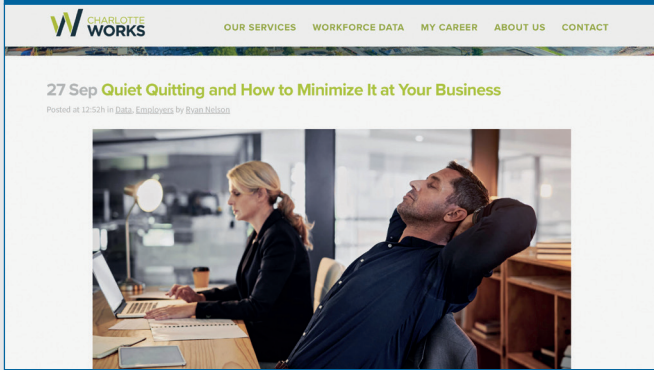 CHARLOTTE
WORKS
OUR SERVICES WORKFORCE DATA MY CAREER ABOUT US CONTACT
27 Sep Quiet Quitting and How to Minimize It at Your Business
Posted at 12:52h in Data, Employers by Ryan Nelson